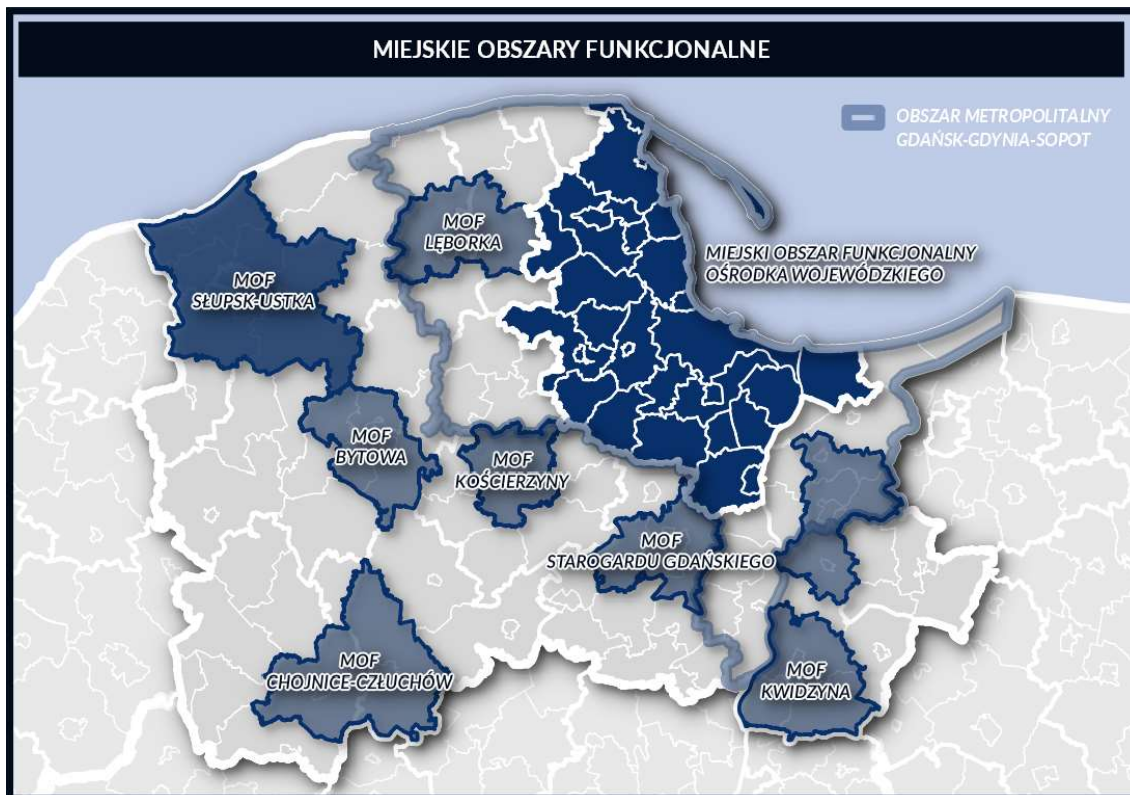 MIEJSKIE OBSZARY FUNKCJONALNE
OBSZAR METROPOLITALNY
GDAŃSK-GDYNIA-SOPOT
MOF
LĘBORKA
MIEJSKI OBSZAR FUNKCJONALNY
OŚRODKA WOJEWÓDZKIEGO
MOF
SŁUPSK-USTKA
MOF
BYTOWA
MOF
KOŚCIERZYNY
MOF
STAROGARDU GDAŃSKIEGO
MOF
CHOJNICE-CZŁUCHÓW
MOF
KWIDZYNA